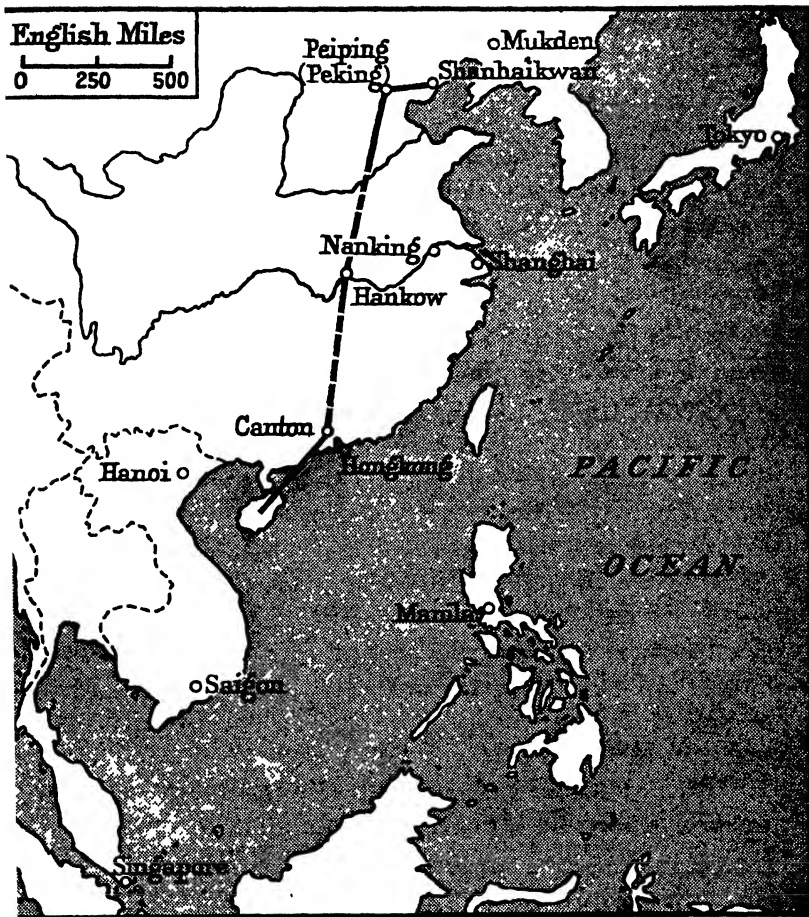 English Miles
0 250 500
Peiping
(Peking)
Mukden
Shanhaikwan
Tokyo
Nanking
Shanghai
Hankow
Canton
Hongkong
Hanoi
PACIFIC
OCEAN
Manila
Saigon
Singapore